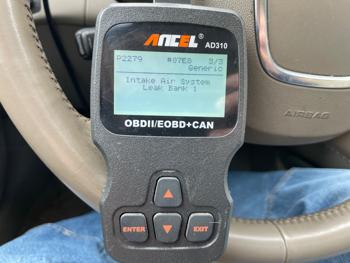 ANCEL
AD310
P2279 #07E8 3/3
Generic
Intake Air System
Leak Bank 1
OBDII/EOBD+CAN
ENTER
EXIT
AIRBAG